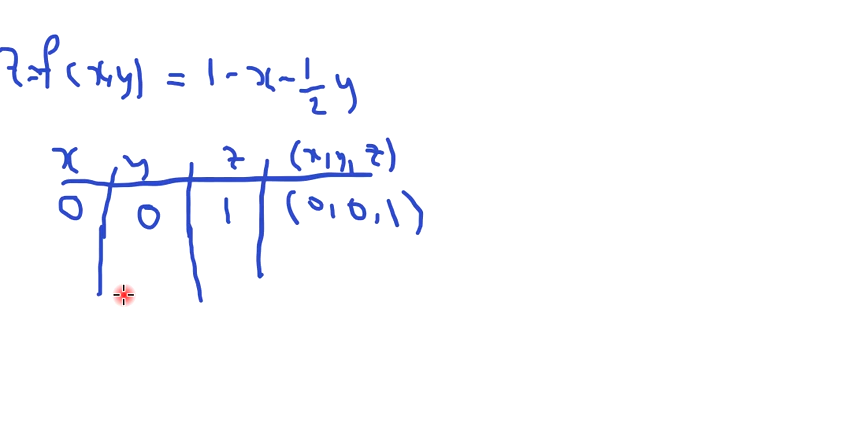 z = f(x,y) = 1 - x - 1/2 y
x y z (x, y, z)
0 0 1 (0, 0, 1)